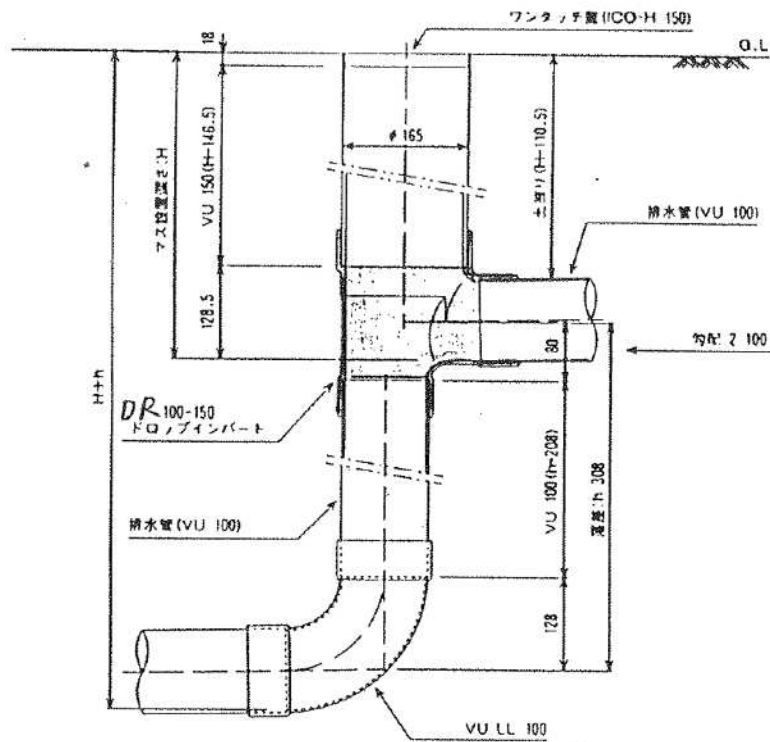 ワンタッチ蓋(ICO-H 150)
G.L
18
VU 150(H-146.5)
マス設置深さ:H
φ165
土被り(H-110.5)
排水管(VU 100)
128.5
80
勾配 2 100
H+h
DR 100-150
ドロップインバート
VU 100(h-208)
落差:h 308
排水管(VU 100)
128
VU LL 100